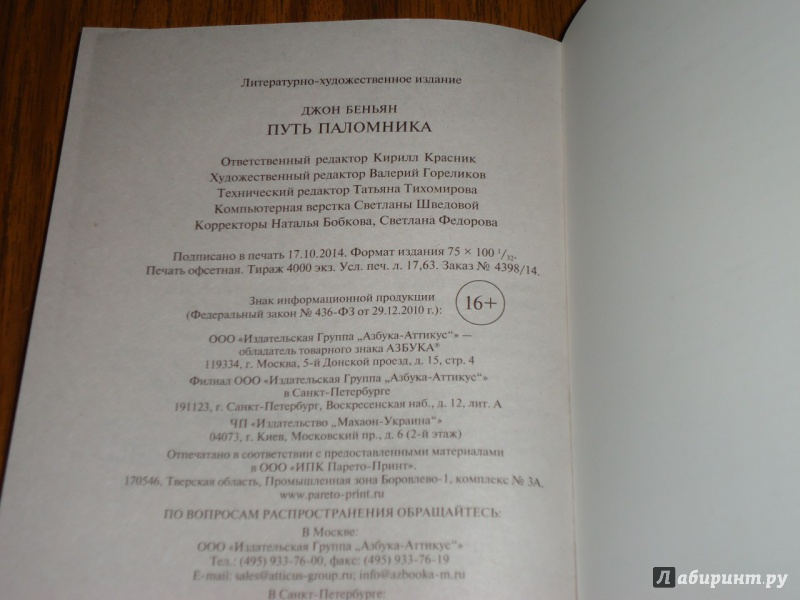 Литературно-художественное издание
ДЖОН БЕНЬЯН
ПУТЬ ПАЛОМНИКА
Ответственный редактор Кирилл Красник
Художественный редактор Валерий Гореликов
Технический редактор Татьяна Тихомирова
Компьютерная верстка Светланы Шведовой
Корректоры Наталья Бобкова, Светлана Федорова
Подписано в печать 17.10.2014. Формат издания 75 × 100 1/32.
Печать офсетная. Тираж 4000 экз. Усл. печ. л. 17,63. Заказ № 4398/14.
Знак информационной продукции
(Федеральный закон № 436-ФЗ от 29.12.2010 г.):
16+
ООО «Издательская Группа „Азбука-Аттикус“» —
обладатель товарного знака АЗБУКА®
119334, г. Москва, 5-й Донской проезд, д. 15, стр. 4
Филиал ООО «Издательская Группа „Азбука-Аттикус“»
в Санкт-Петербурге
191123, г. Санкт-Петербург, Воскресенская наб., д. 12, лит. А
ЧП «Издательство „Махаон-Украина“»
04073, г. Киев, Московский пр., д. 6 (2-й этаж)
Отпечатано в соответствии с предоставленными материалами
в ООО «ИПК Парето-Принт».
170546, Тверская область, Промышленная зона Боровлево-1, комплекс № 3А.
www.pareto-print.ru
ПО ВОПРОСАМ РАСПРОСТРАНЕНИЯ ОБРАЩАЙТЕСЬ:
В Москве:
ООО «Издательская Группа „Азбука-Аттикус“»
Тел.: (495) 933-76-00, факс: (495) 933-76-19
E-mail: sales@atticus-group.ru; info@azbooka-m.ru
В Санкт-Петербурге:
Лабиринт.ру